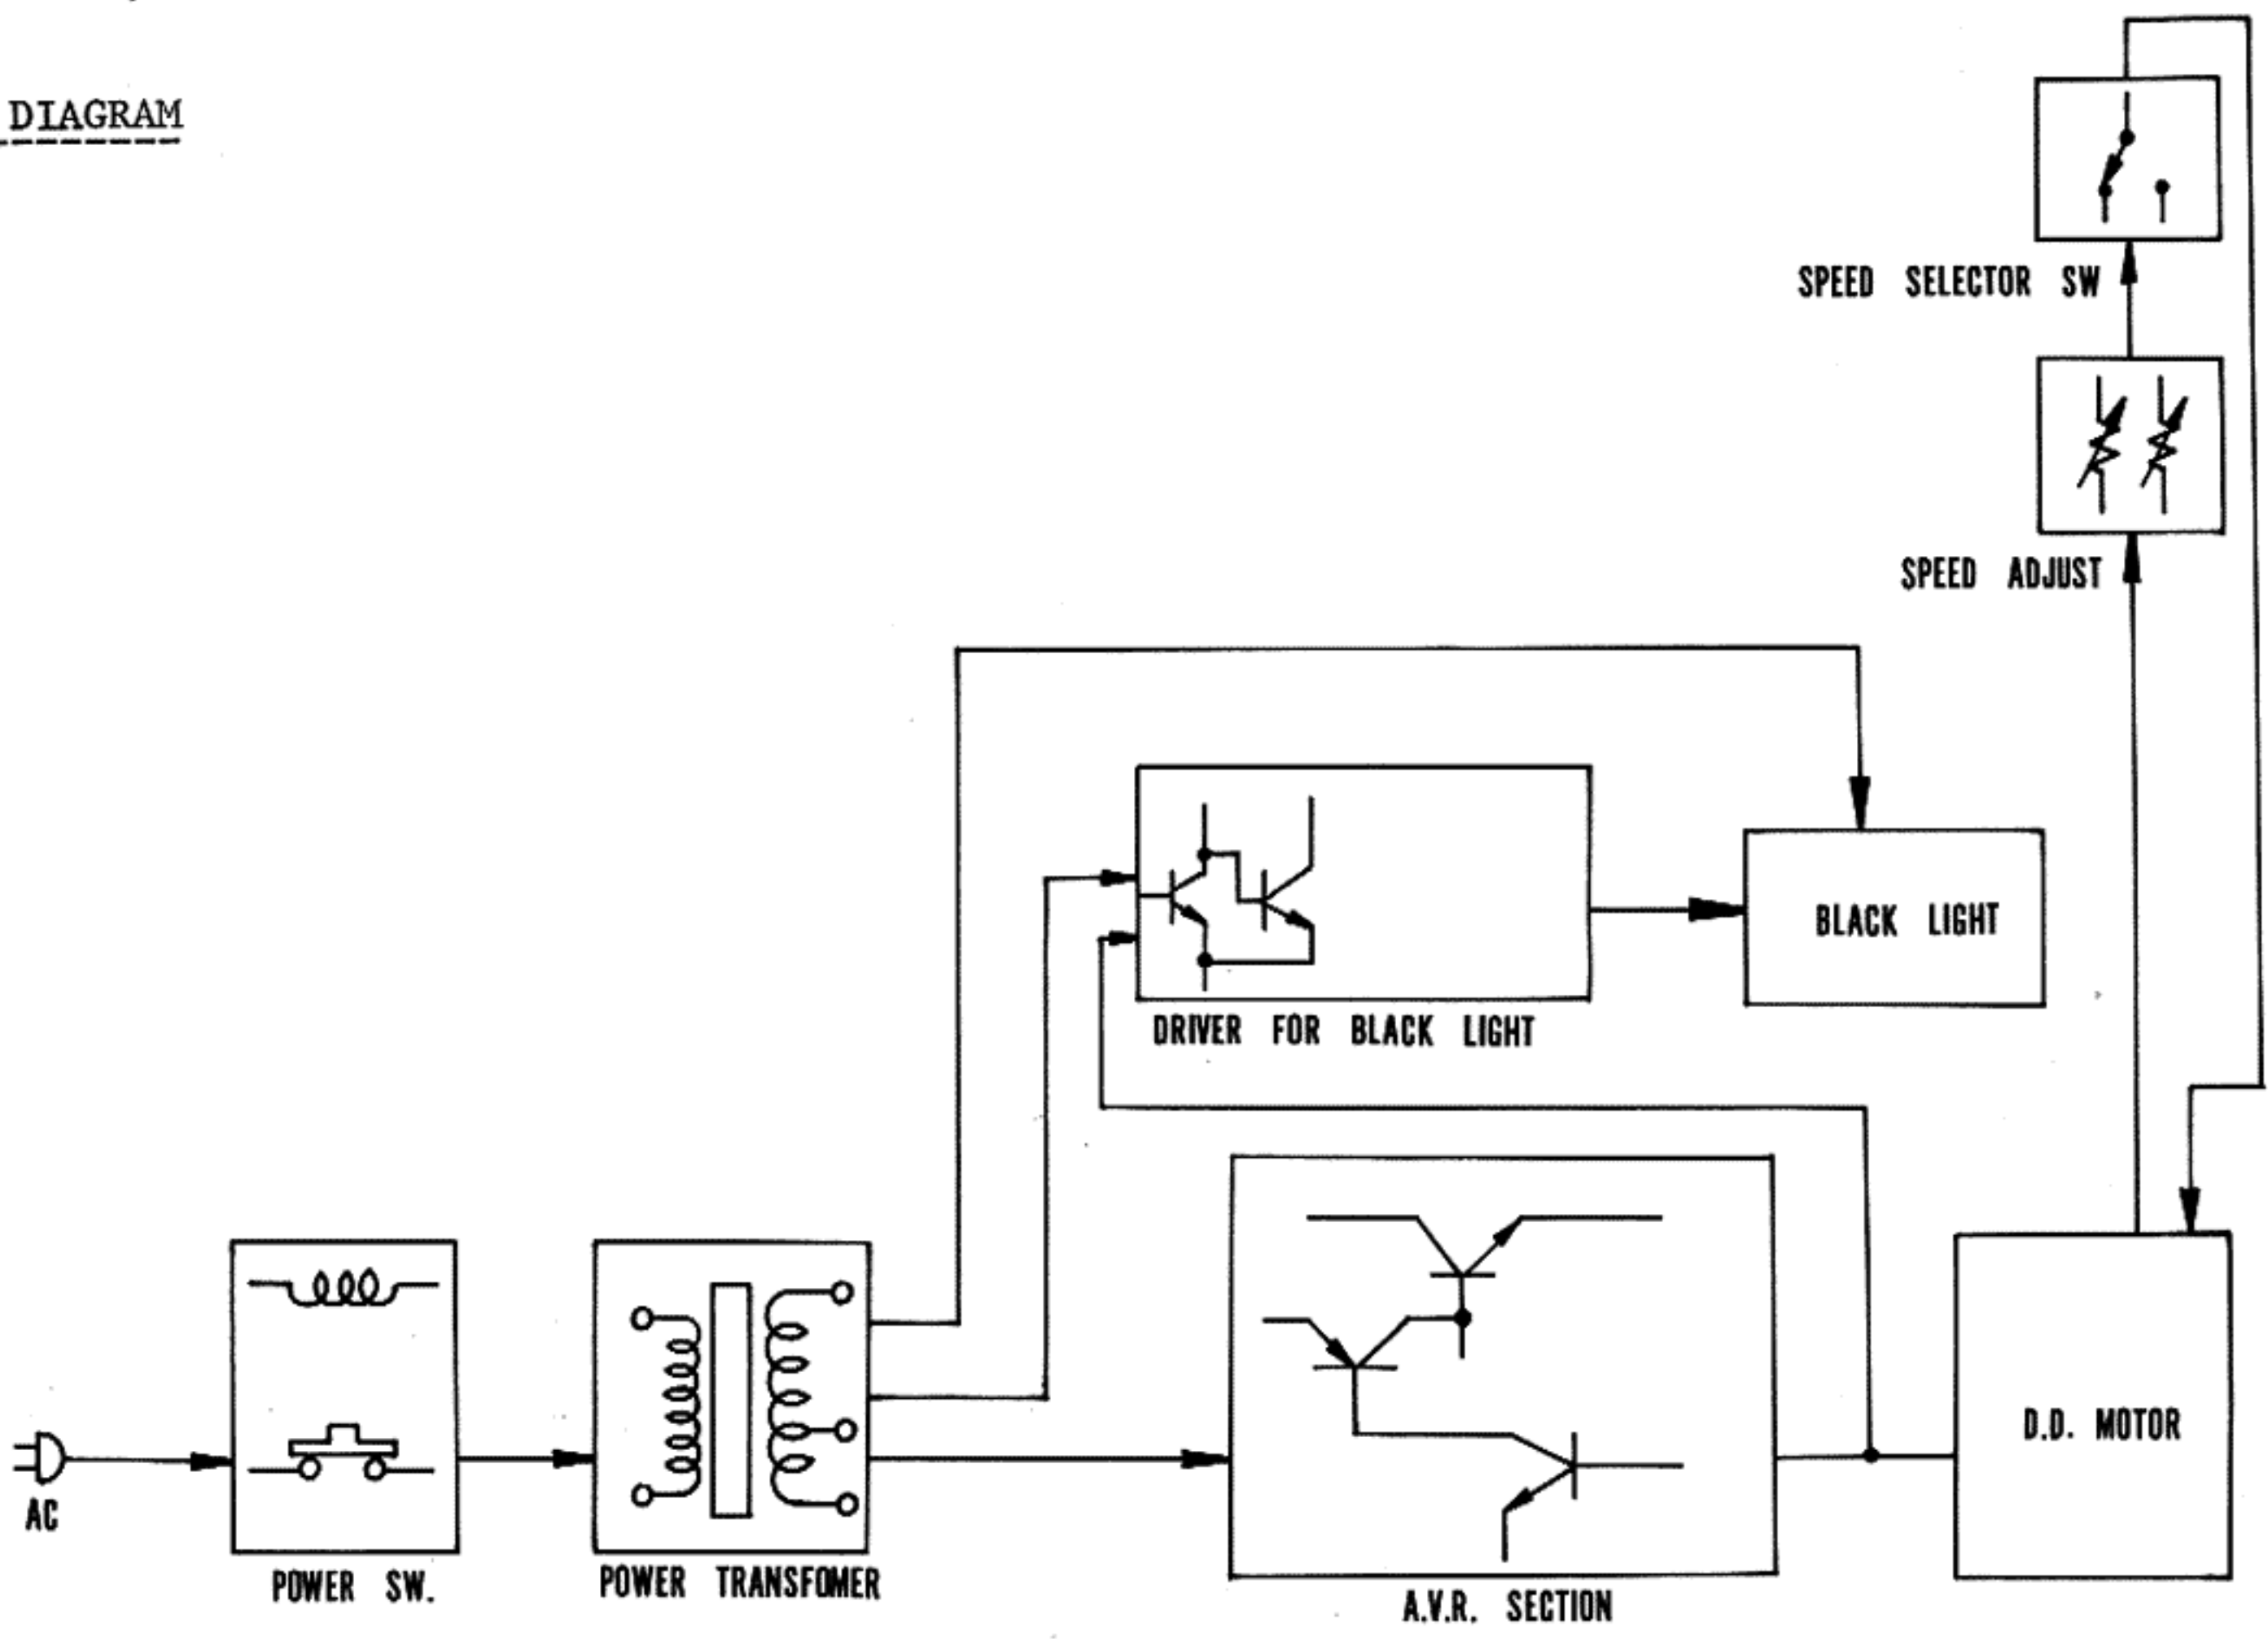 DIAGRAM
SPEED SELECTOR SW
SPEED ADJUST
BLACK LIGHT
DRIVER FOR BLACK LIGHT
D.D. MOTOR
AC
POWER SW.
POWER TRANSFOMER
A.V.R. SECTION